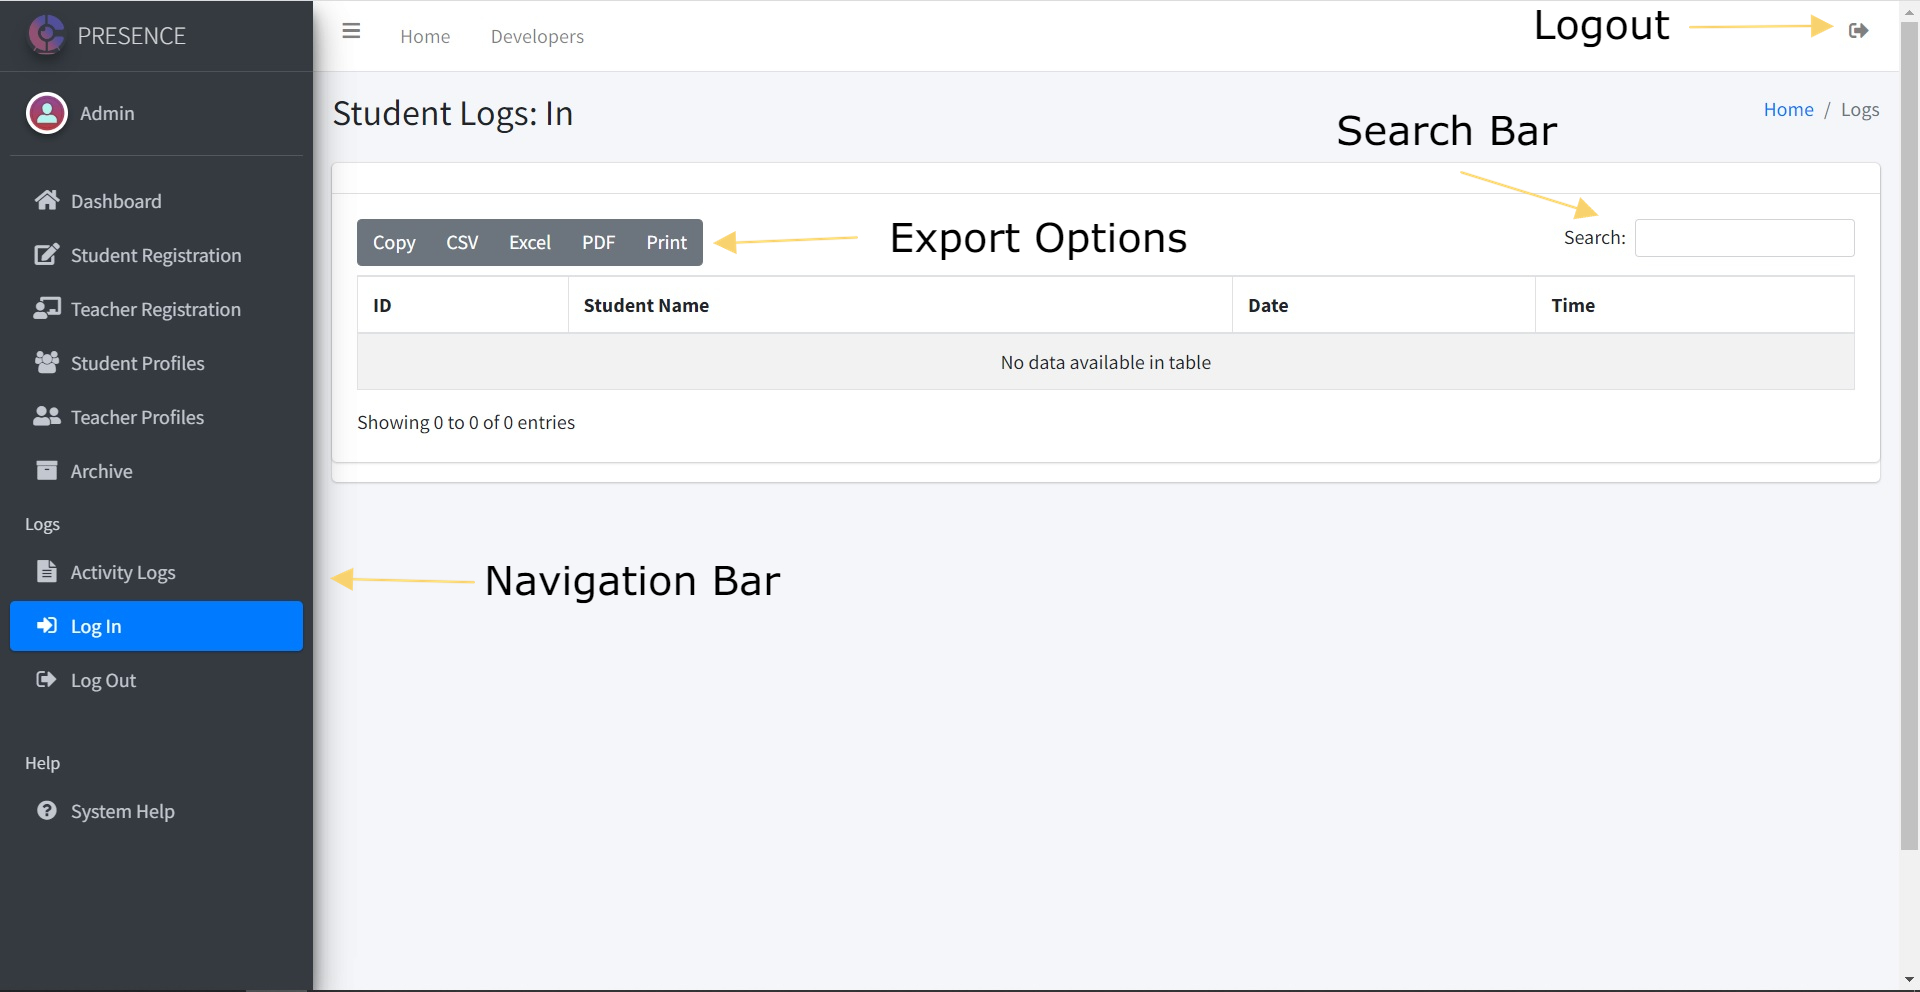 PRESENCE
Home Developers
Logout
Admin
Student Logs: In
Home / Logs
Search Bar
Dashboard
Student Registration
Teacher Registration
Student Profiles
Teacher Profiles
Archive
Logs
Activity Logs
Log In
Log Out
Help
System Help
Copy CSV Excel PDF Print
Export Options
Search:
ID Student Name Date Time
No data available in table
Showing 0 to 0 of 0 entries
Navigation Bar